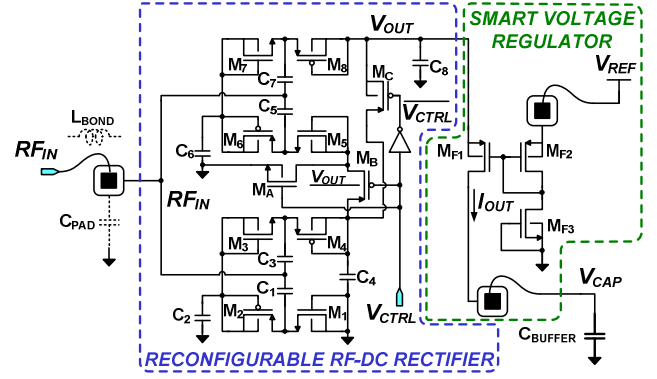 SMART VOLTAGE
REGULATOR
VOUT
VREF
M7
M8
C7
C8
MC
VCTRL
LBOND
C5
RFIN
C6
M6
M5
MF1
MF2
MB
VOUT
MA
RFIN
IOUT
CPAD
M3
M4
MF3
C3
C4
C1
VCTRL
VCAP
C2
M2
M1
CBUFFER
RECONFIGURABLE RF-DC RECTIFIER